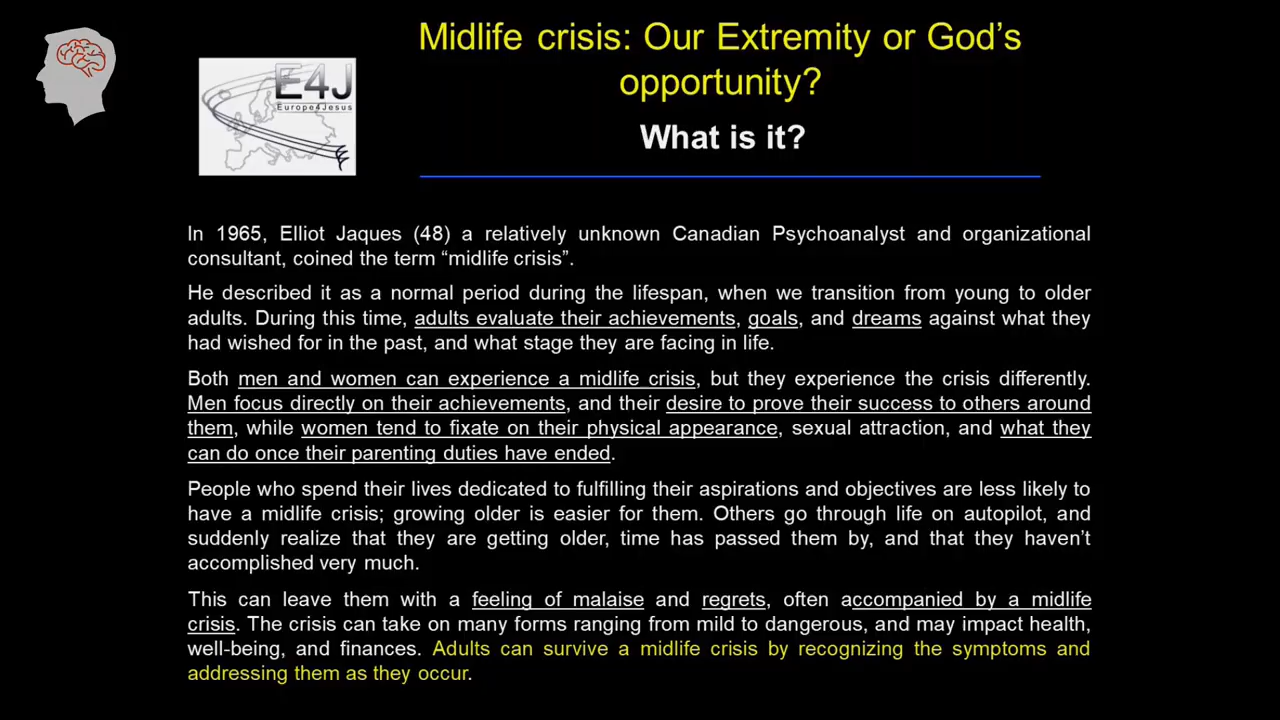 Midlife crisis: Our Extremity or God's
opportunity?
E4J
Europe4Jesus
What is it?
In 1965, Elliot Jaques (48) a relatively unknown Canadian Psychoanalyst and organizational
consultant, coined the term “midlife crisis”.
He described it as a normal period during the lifespan, when we transition from young to older
adults. During this time, adults evaluate their achievements, goals, and dreams against what they
had wished for in the past, and what stage they are facing in life.
Both men and women can experience a midlife crisis, but they experience the crisis differently.
Men focus directly on their achievements, and their desire to prove their success to others around
them, while women tend to fixate on their physical appearance, sexual attraction, and what they
can do once their parenting duties have ended.
People who spend their lives dedicated to fulfilling their aspirations and objectives are less likely to
have a midlife crisis; growing older is easier for them. Others go through life on autopilot, and
suddenly realize that they are getting older, time has passed them by, and that they haven’t
accomplished very much.
This can leave them with a feeling of malaise and regrets, often accompanied by a midlife
crisis. The crisis can take on many forms ranging from mild to dangerous, and may impact health,
well-being, and finances. Adults can survive a midlife crisis by recognizing the symptoms and
addressing them as they occur.